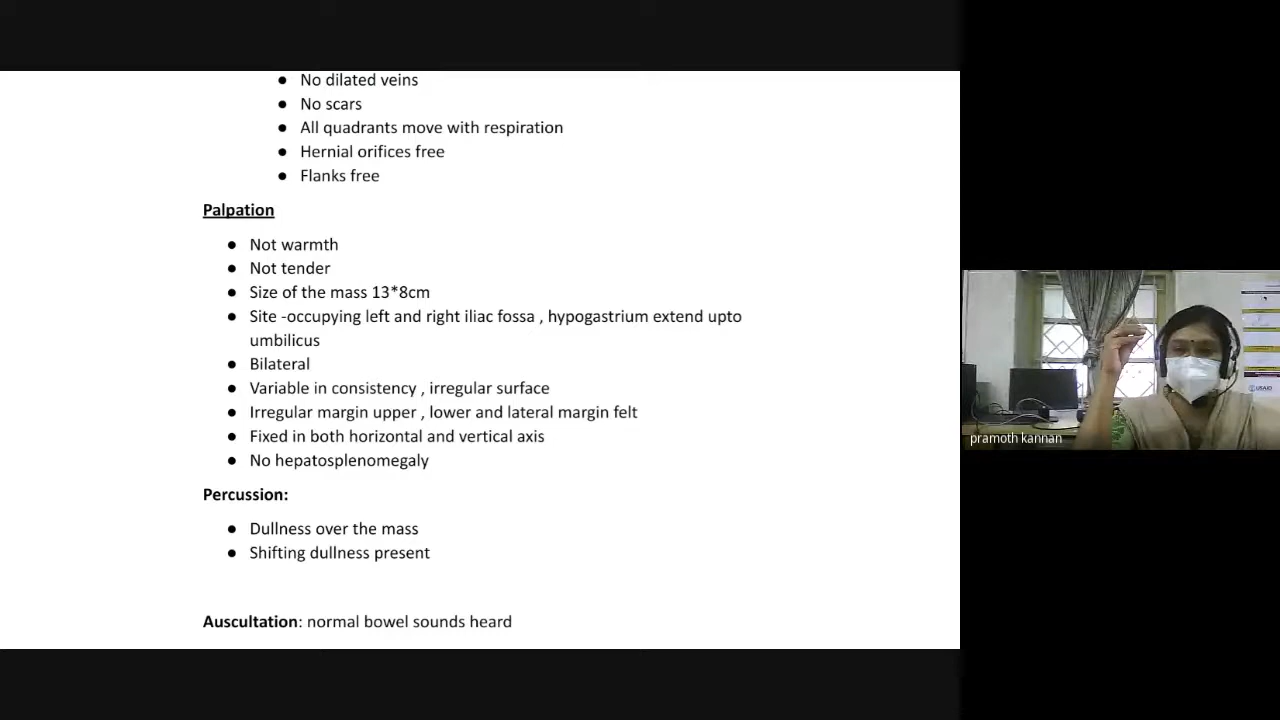 ● No dilated veins
● No scars
● All quadrants move with respiration
● Hernial orifices free
● Flanks free
Palpation
● Not warmth
● Not tender
● Size of the mass 13*8cm
● Site -occupying left and right iliac fossa , hypogastrium extend upto
umbilicus
● Bilateral
● Variable in consistency , irregular surface
● Irregular margin upper , lower and lateral margin felt
● Fixed in both horizontal and vertical axis
● No hepatosplenomegaly
Percussion:
● Dullness over the mass
● Shifting dullness present
Auscultation: normal bowel sounds heard
USAID
pramoth kannan